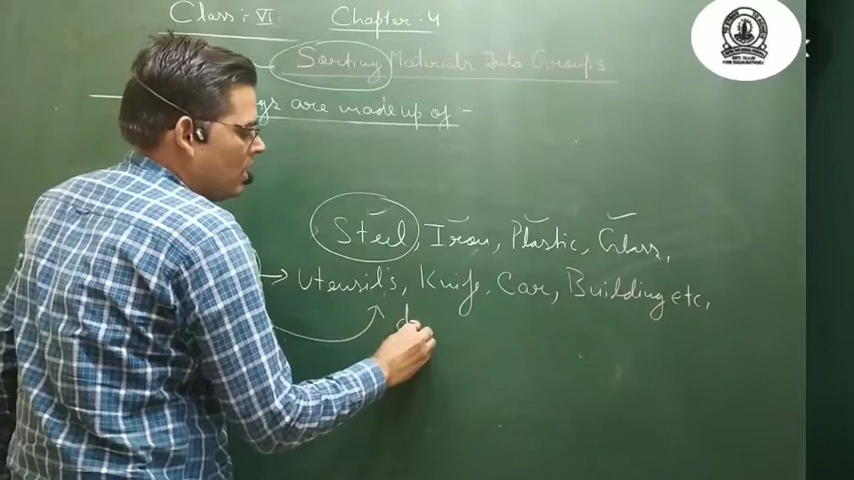 Class:- VI Chapter-4
Sorting Materials Into Groups
are made up of :-
Steel, Iron, Plastic, Glass,
Utensils, Knife, Car, Building etc,